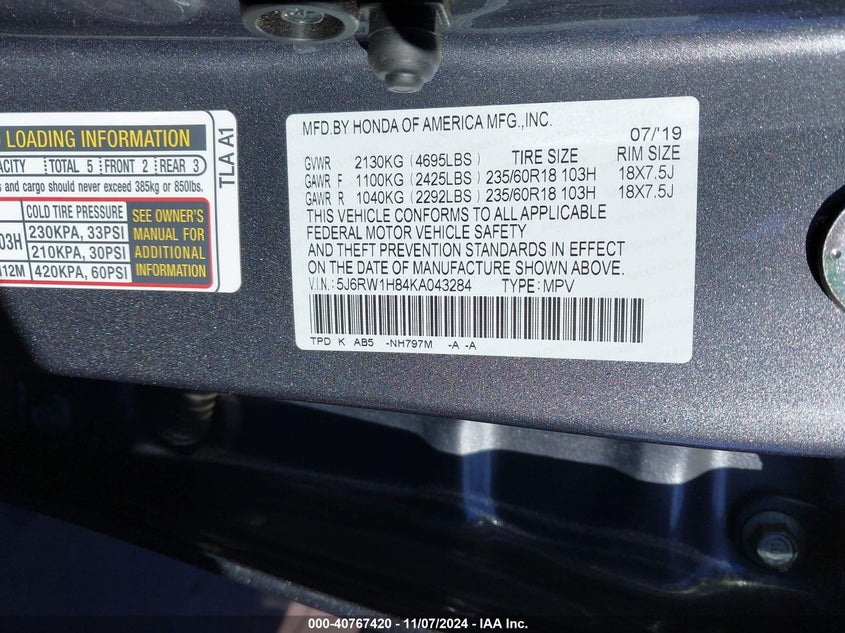 LOADING INFORMATION
TOTAL 5 FRONT 2 REAR 3
and cargo should never exceed 385kg or 850lbs.
COLD TIRE PRESSURE
230KPA, 33PSI
210KPA, 30PSI
420KPA, 60PSI
SEE OWNER'S
MANUAL FOR
ADDITIONAL
INFORMATION
TLA A1
MFD.BY HONDA OF AMERICA MFG.,INC.
07/'19
GVWR 2130KG (4695LBS) TIRE SIZE RIM SIZE
GAWR F 1100KG (2425LBS) 235/60R18 103H 18X7.5J
GAWR R 1040KG (2292LBS) 235/60R18 103H 18X7.5J
THIS VEHICLE CONFORMS TO ALL APPLICABLE
FEDERAL MOTOR VEHICLE SAFETY
AND THEFT PREVENTION STANDARDS IN EFFECT
ON THE DATE OF MANUFACTURE SHOWN ABOVE.
V.I.N.: 5J6RW1H84KA043284 TYPE: MPV
TPD K AB5 -NH797M -A -A
000-40767420 - 11/07/2024 - IAA Inc.